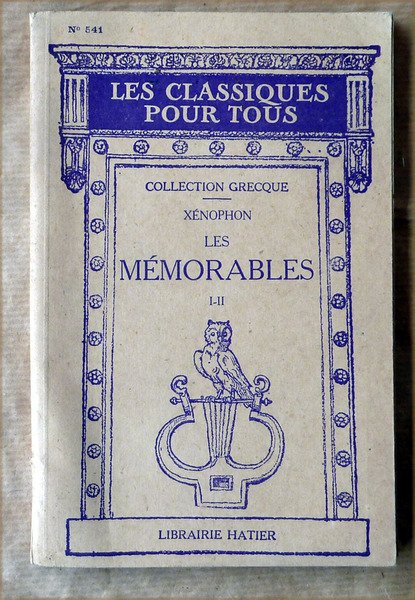 N° 541
LES CLASSIQUES
POUR TOUS
COLLECTION GRECQUE
XÉNOPHON
LES
MÉMORABLES
I-II
LIBRAIRIE HATIER